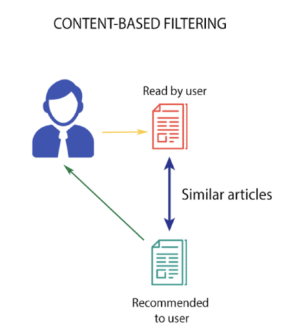 CONTENT-BASED FILTERING
Read by user
Similar articles
Recommended
to user